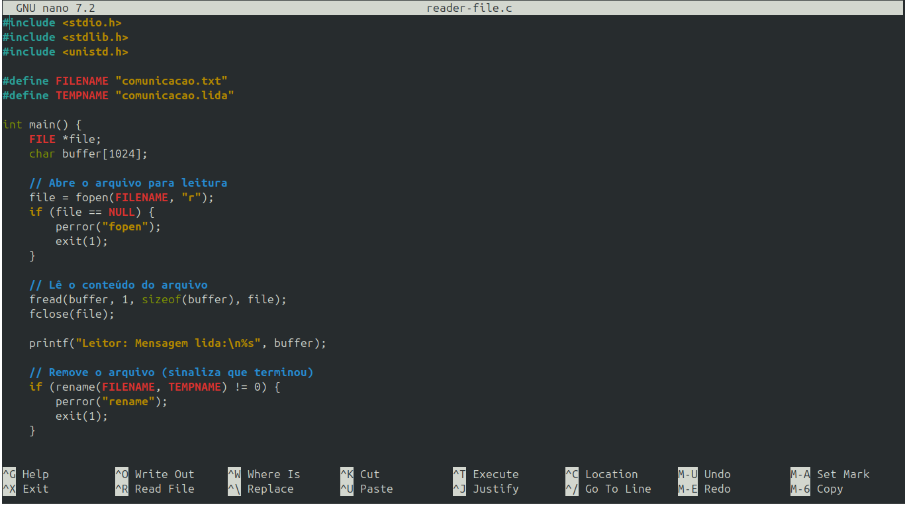 GNU nano 7.2 reader-file.c
#include <stdio.h>
#include <stdlib.h>
#include <unistd.h>
#define FILENAME "comunicacao.txt"
#define TEMPNAME "comunicacao.lida"
int main() {
FILE *file;
char buffer[1024];
// Abre o arquivo para leitura
file = fopen(FILENAME, "r");
if (file == NULL) {
perror("fopen");
exit(1);
}
// Lê o conteúdo do arquivo
fread(buffer, 1, sizeof(buffer), file);
fclose(file);
printf("Leitor: Mensagem lida:\n%s", buffer);
// Remove o arquivo (sinaliza que terminou)
if (rename(FILENAME, TEMPNAME) != 0) {
perror("rename");
exit(1);
}
^G Help ^O Write Out ^W Where Is ^K Cut ^T Execute ^C Location M-U Undo M-A Set Mark
^X Exit ^R Read File ^\ Replace ^U Paste ^J Justify ^/ Go To Line M-E Redo M-6 Copy